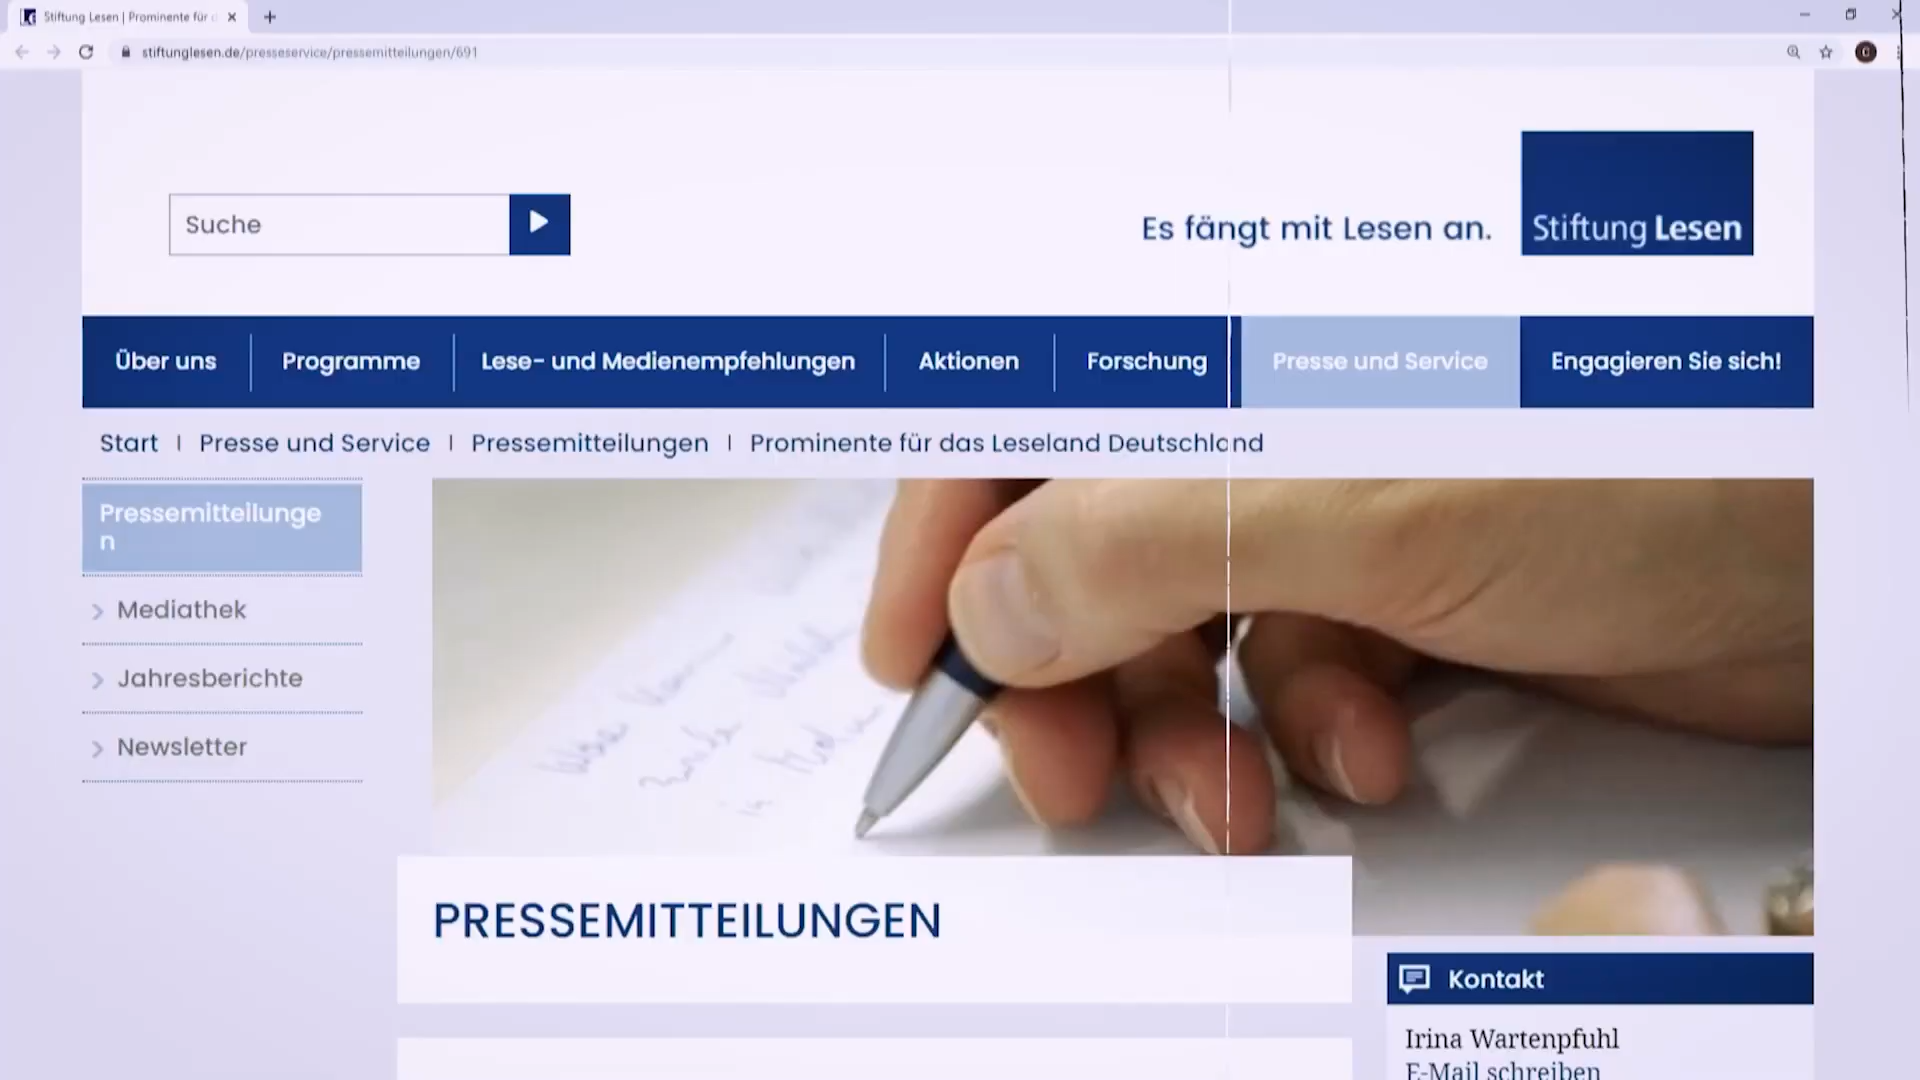 Stiftung Lesen | Prominente für
stiftunglesen.de/presseservice/pressemitteilungen/691
Suche
Es fängt mit Lesen an.
Stiftung Lesen
Über uns
Programme
Lese- und Medienempfehlungen
Aktionen
Forschung
Presse und Service
Engagieren Sie sich!
Start | Presse und Service | Pressemitteilungen | Prominente für das Leseland Deutschland
Pressemitteilunge
n
Mediathek
Jahresberichte
Newsletter
PRESSEMITTEILUNGEN
Kontakt
Irina Wartenpfuhl
E-Mail schreiben